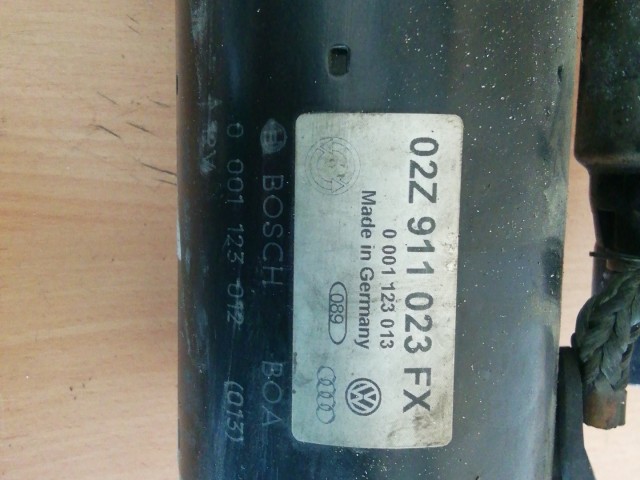 02Z 911 023 FX
0 001 123 013
Made in Germany
089
BOSCH BOA
0 001 123 012 (013)
12V